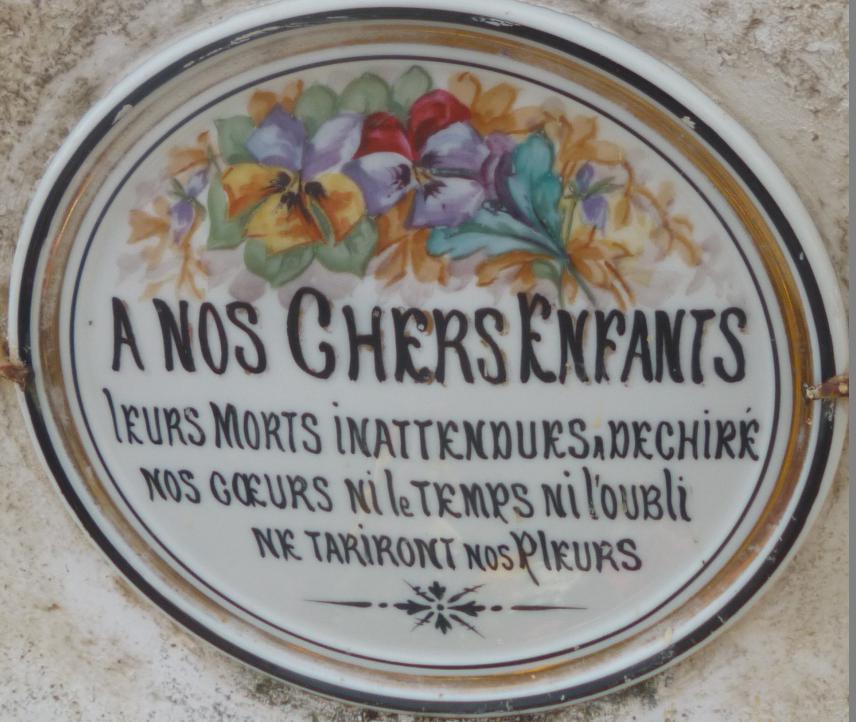 A NOS CHERS ENFANTS
lEURS MORTS iNATTENDUES A DECHiRÉ
NOS CŒURS Ni le TEMPS Ni l'OUBli
NE TARiRONT NOS PlEURS